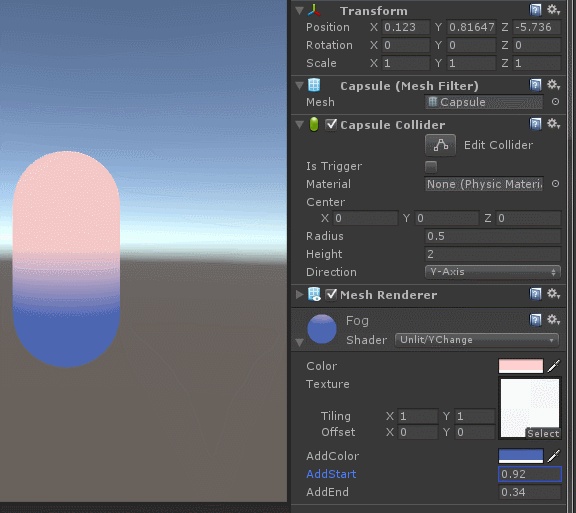 Transform
Position X 0.123 Y 0.81647 Z -5.736
Rotation X 0 Y 0 Z 0
Scale X 1 Y 1 Z 1
Capsule (Mesh Filter)
Mesh Capsule
Capsule Collider
Edit Collider
Is Trigger
Material None (Physic Materia
Center
X 0 Y 0 Z 0
Radius 0.5
Height 2
Direction Y-Axis
Mesh Renderer
Fog
Shader Unlit/YChange
Color
Texture
Tiling X 1 Y 1
Offset X 0 Y 0
Select
AddColor
AddStart 0.92
AddEnd 0.34